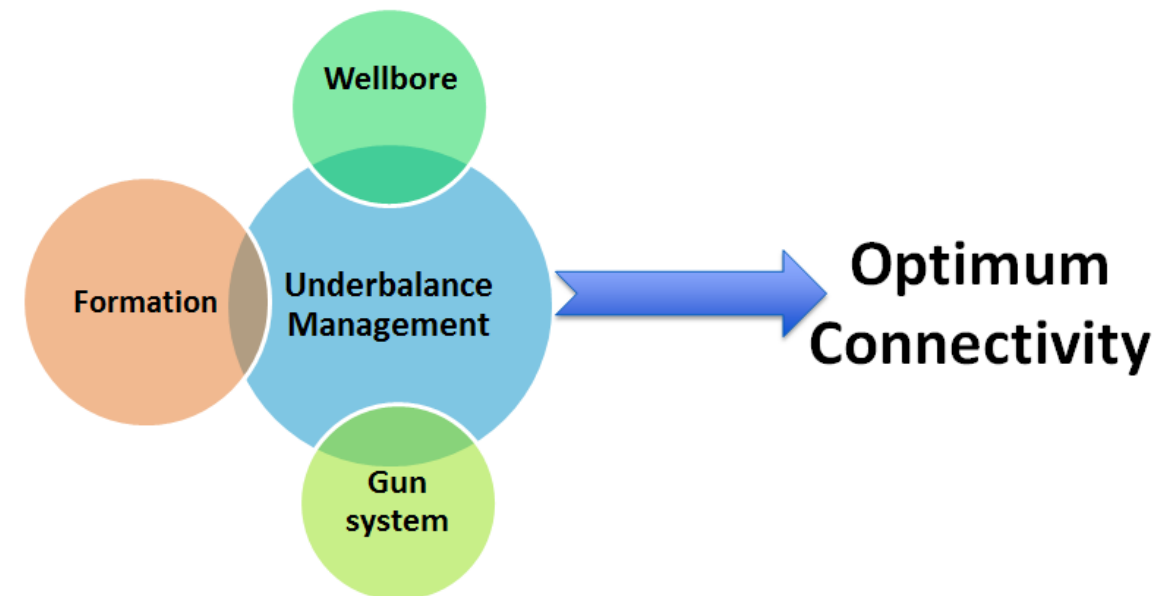 Wellbore
Formation
Underbalance
Management
Gun
system
Optimum
Connectivity